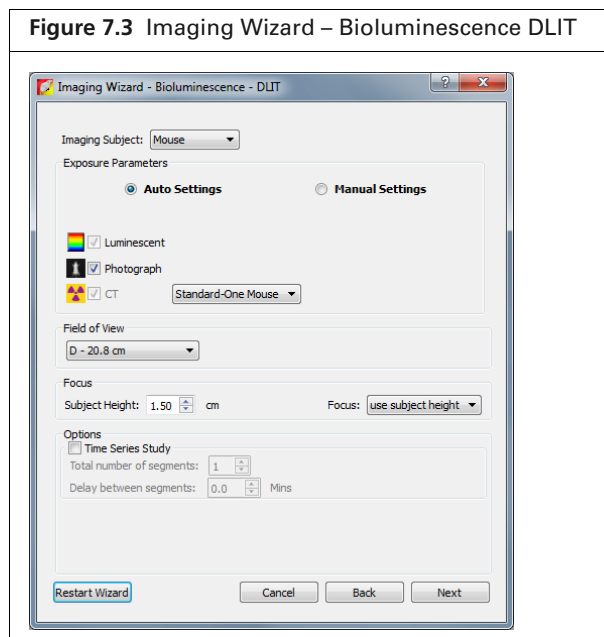 Figure 7.3 Imaging Wizard – Bioluminescence DLIT
Imaging Wizard - Bioluminescence - DLIT
Imaging Subject: Mouse
Exposure Parameters
Auto Settings Manual Settings
Luminescent
Photograph
CT Standard-One Mouse
Field of View
D - 20.8 cm
Focus
Subject Height: 1.50 cm Focus: use subject height
Options
Time Series Study
Total number of segments: 1
Delay between segments: 0.0 Mins
Restart Wizard Cancel Back Next